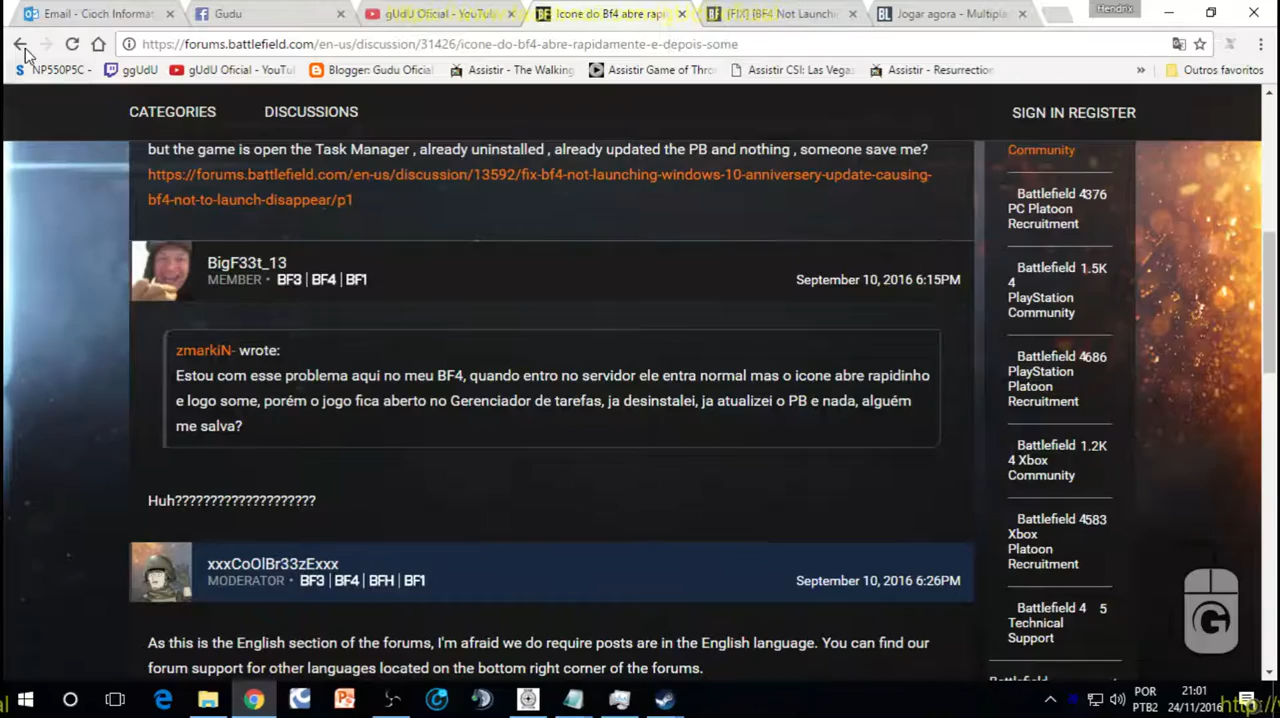 Email - Cioch Informat
Gudu
gUdU Oficial - YouTube
Icone do Bf4 abre rapi
[FIX] [BF4 Not Launchi
Jogar agora - Multipla
Hendrix
https://forums.battlefield.com/en-us/discussion/31426/icone-do-bf4-abre-rapidamente-e-depois-some
NP550P5C -
ggUdU
gUdU Oficial - YouTu
Blogger: Gudu Oficial
Assistir - The Walking
Assistir Game of Thro
Assistir CSI: Las Vega
Assistir - Resurrection
»
Outros favoritos
CATEGORIES
DISCUSSIONS
SIGN IN REGISTER
but the game is open the Task Manager , already uninstalled , already updated the PB and nothing , someone save me?
https://forums.battlefield.com/en-us/discussion/13592/fix-bf4-not-launching-windows-10-anniversery-update-causing-
bf4-not-to-launch-disappear/p1
BigF33t_13
MEMBER • BF3 | BF4 | BF1
September 10, 2016 6:15PM
zmarkiN- wrote:
Estou com esse problema aqui no meu BF4, quando entro no servidor ele entra normal mas o icone abre rapidinho
e logo some, porém o jogo fica aberto no Gerenciador de tarefas, ja desinstalei, ja atualizei o PB e nada, alguém
me salva?
Huh????????????????????
xxxCoOlBr33zExxx
MODERATOR • BF3 | BF4 | BFH | BF1
September 10, 2016 6:26PM
As this is the English section of the forums, I'm afraid we do require posts are in the English language. You can find our
forum support for other languages located on the bottom right corner of the forums.
Community
Battlefield 4 376
PC Platoon
Recruitment
Battlefield 1.5K
4
PlayStation
Community
Battlefield 4 686
PlayStation
Platoon
Recruitment
Battlefield 1.2K
4 Xbox
Community
Battlefield 4 583
Xbox
Platoon
Recruitment
Battlefield 4 5
Technical
Support
Battlefield
G
al
POR
PTB2
21:01
24/11/2016
http://